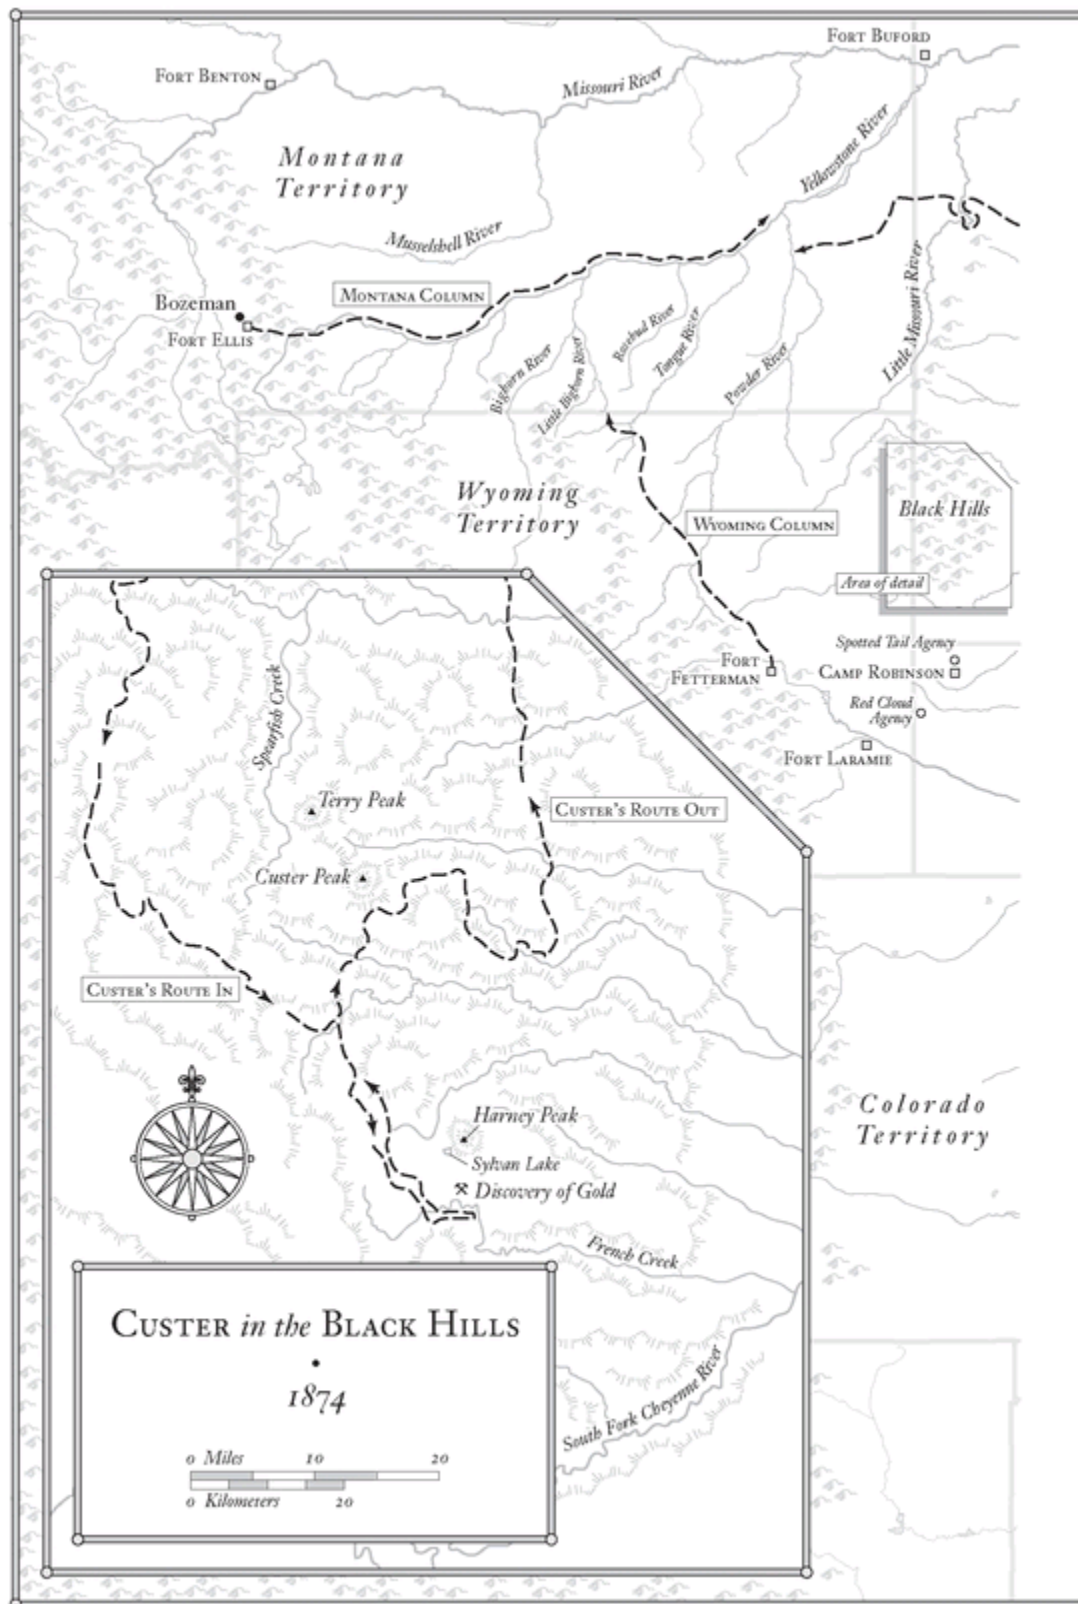 Fort Buford
Fort Benton
Missouri River
Montana
Territory
Yellowstone River
Musselshell River
Montana Column
Bozeman
Fort Ellis
Little Missouri River
Bighorn River
Little Bighorn River
Rosebud River
Tongue River
Powder River
Wyoming
Territory
Wyoming Column
Black Hills
Area of detail
Fort
Fetterman
Spotted Tail Agency
Camp Robinson
Red Cloud
Agency
Fort Laramie
Spearfish Creek
Terry Peak
Custer's Route Out
Custer Peak
Custer's Route In
Harney Peak
Sylvan Lake
Discovery of Gold
French Creek
South Fork Cheyenne River
Colorado
Territory
Custer in the Black Hills
•
1874
0 Miles 10 20
0 Kilometers 20